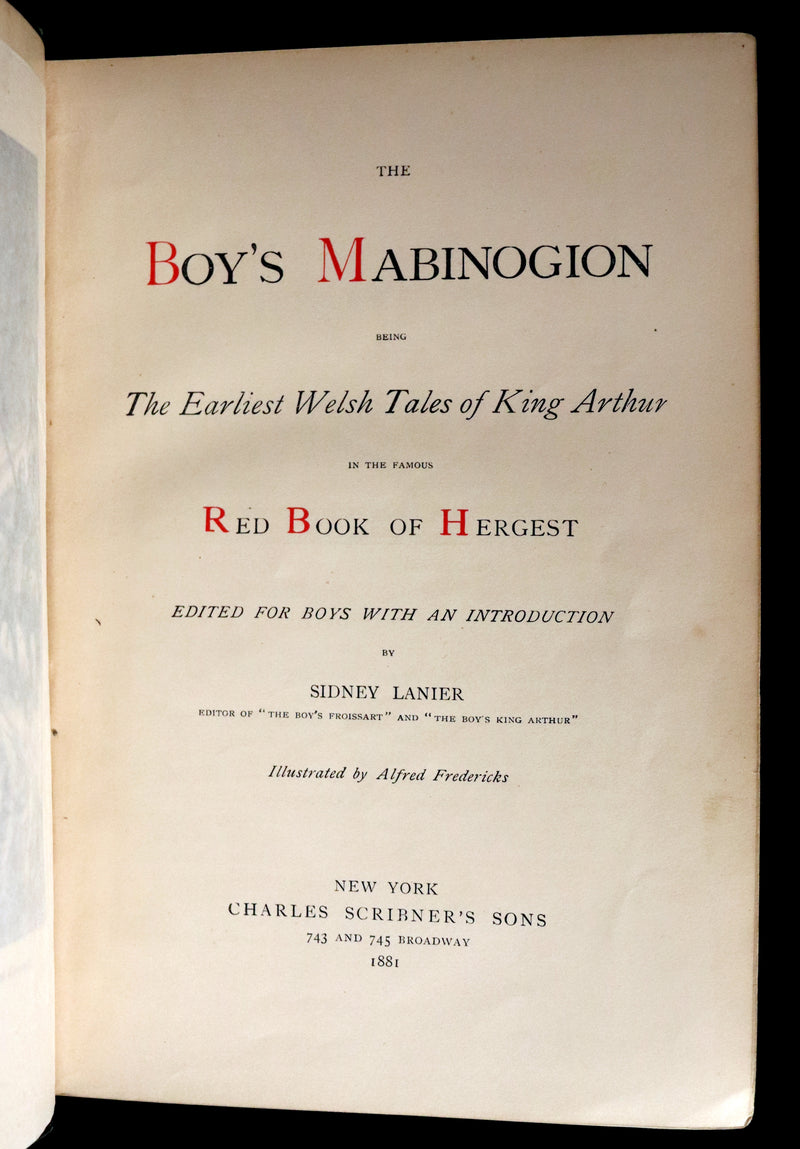 THE
BOY'S MABINOGION
BEING
The Earliest Welsh Tales of King Arthur
IN THE FAMOUS
RED BOOK OF HERGEST
EDITED FOR BOYS WITH AN INTRODUCTION
BY
SIDNEY LANIER
EDITOR OF "THE BOY'S FROISSART" AND "THE BOY'S KING ARTHUR"
Illustrated by Alfred Fredericks
NEW YORK
CHARLES SCRIBNER'S SONS
743 AND 745 BROADWAY
1881